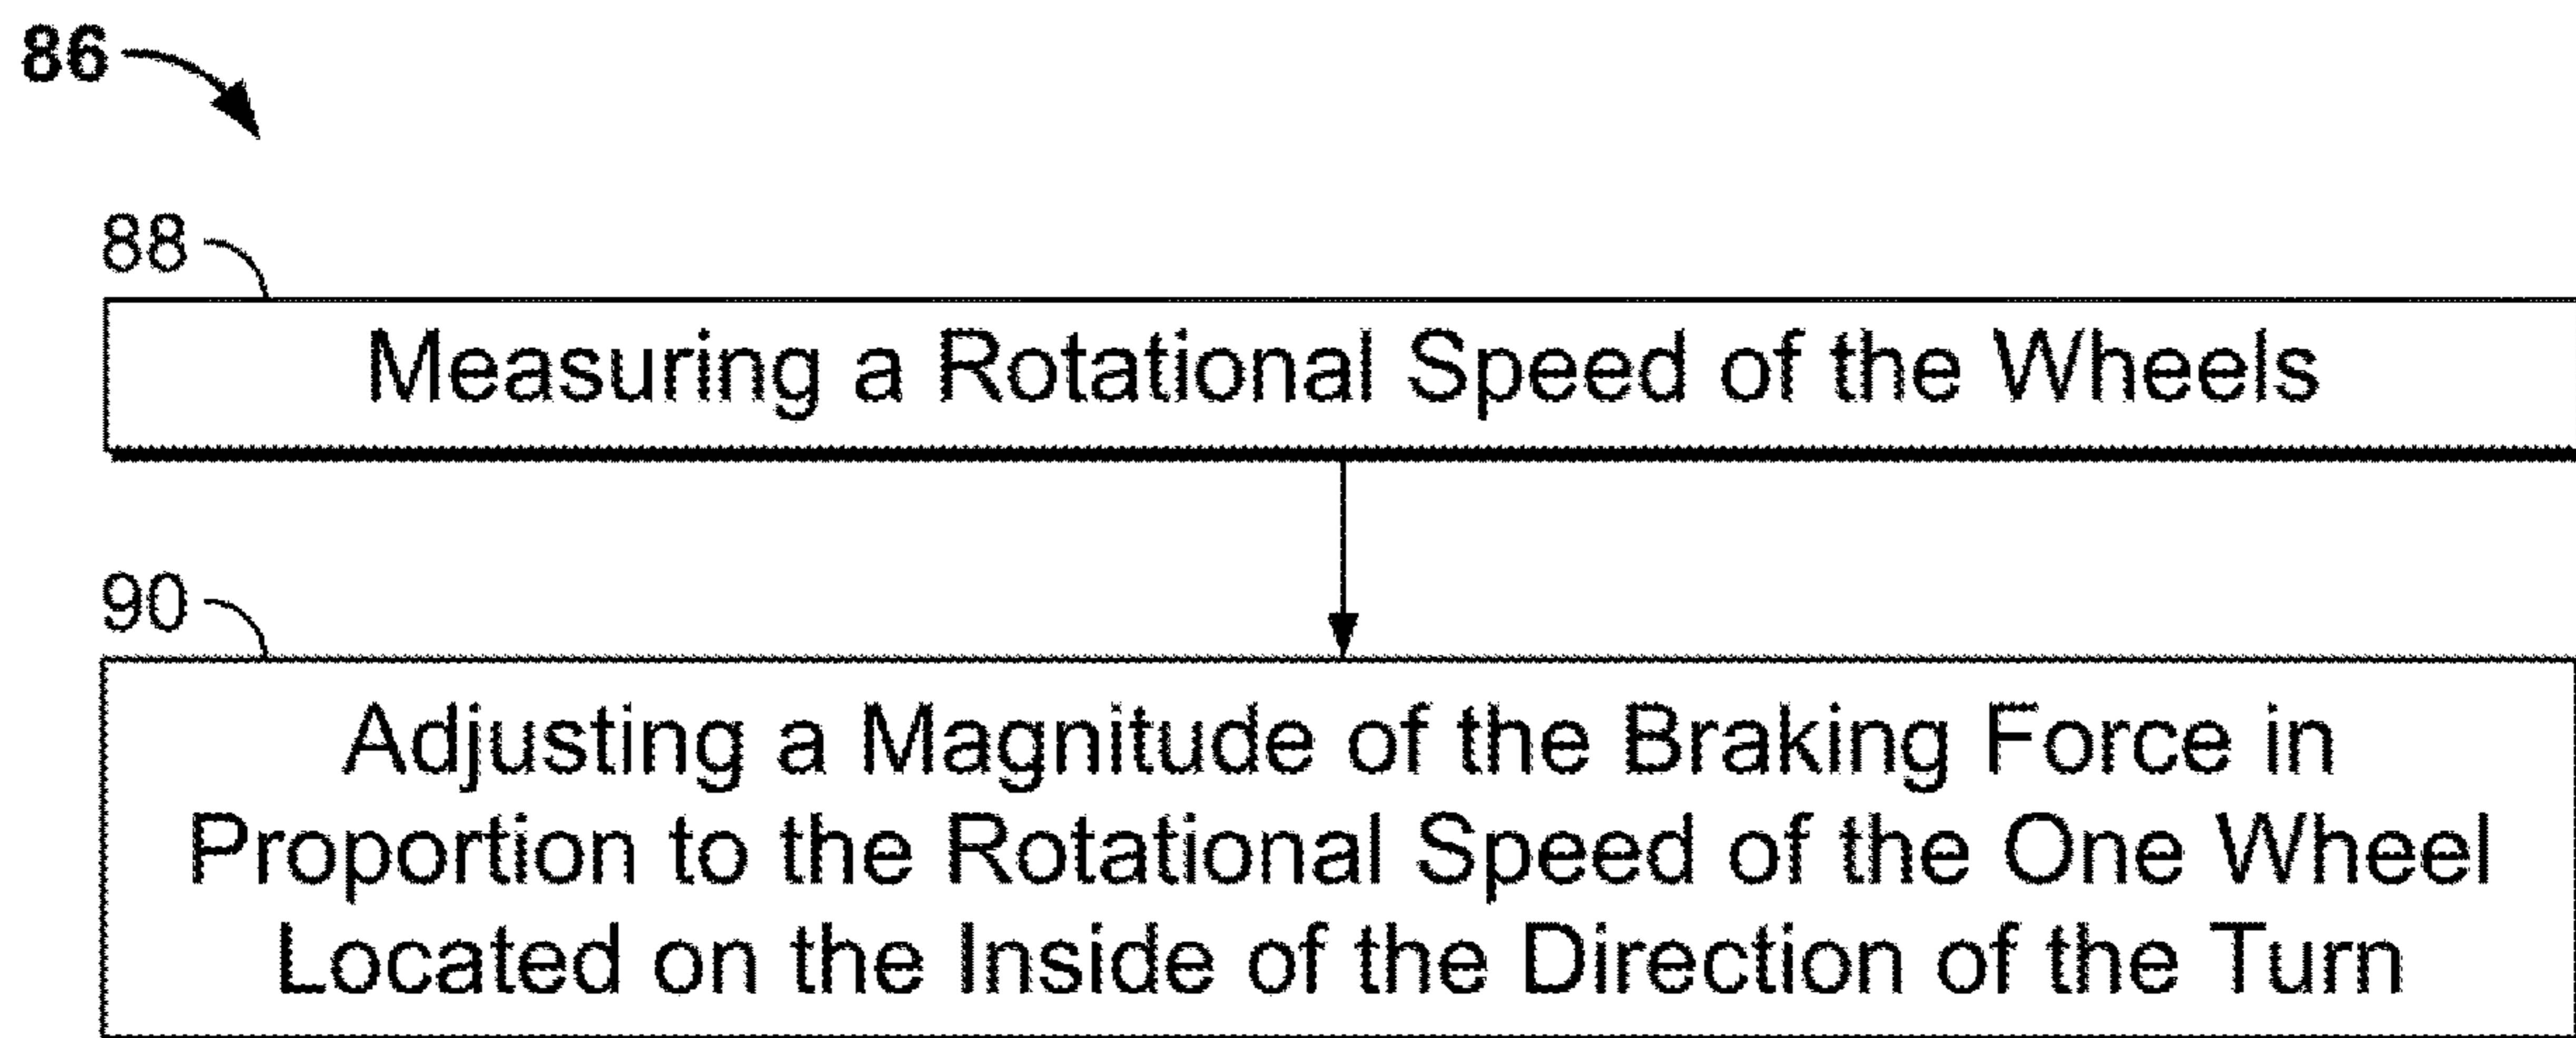 86
88
Measuring a Rotational Speed of the Wheels
90
Adjusting a Magnitude of the Braking Force in
Proportion to the Rotational Speed of the One Wheel
Located on the Inside of the Direction of the Turn